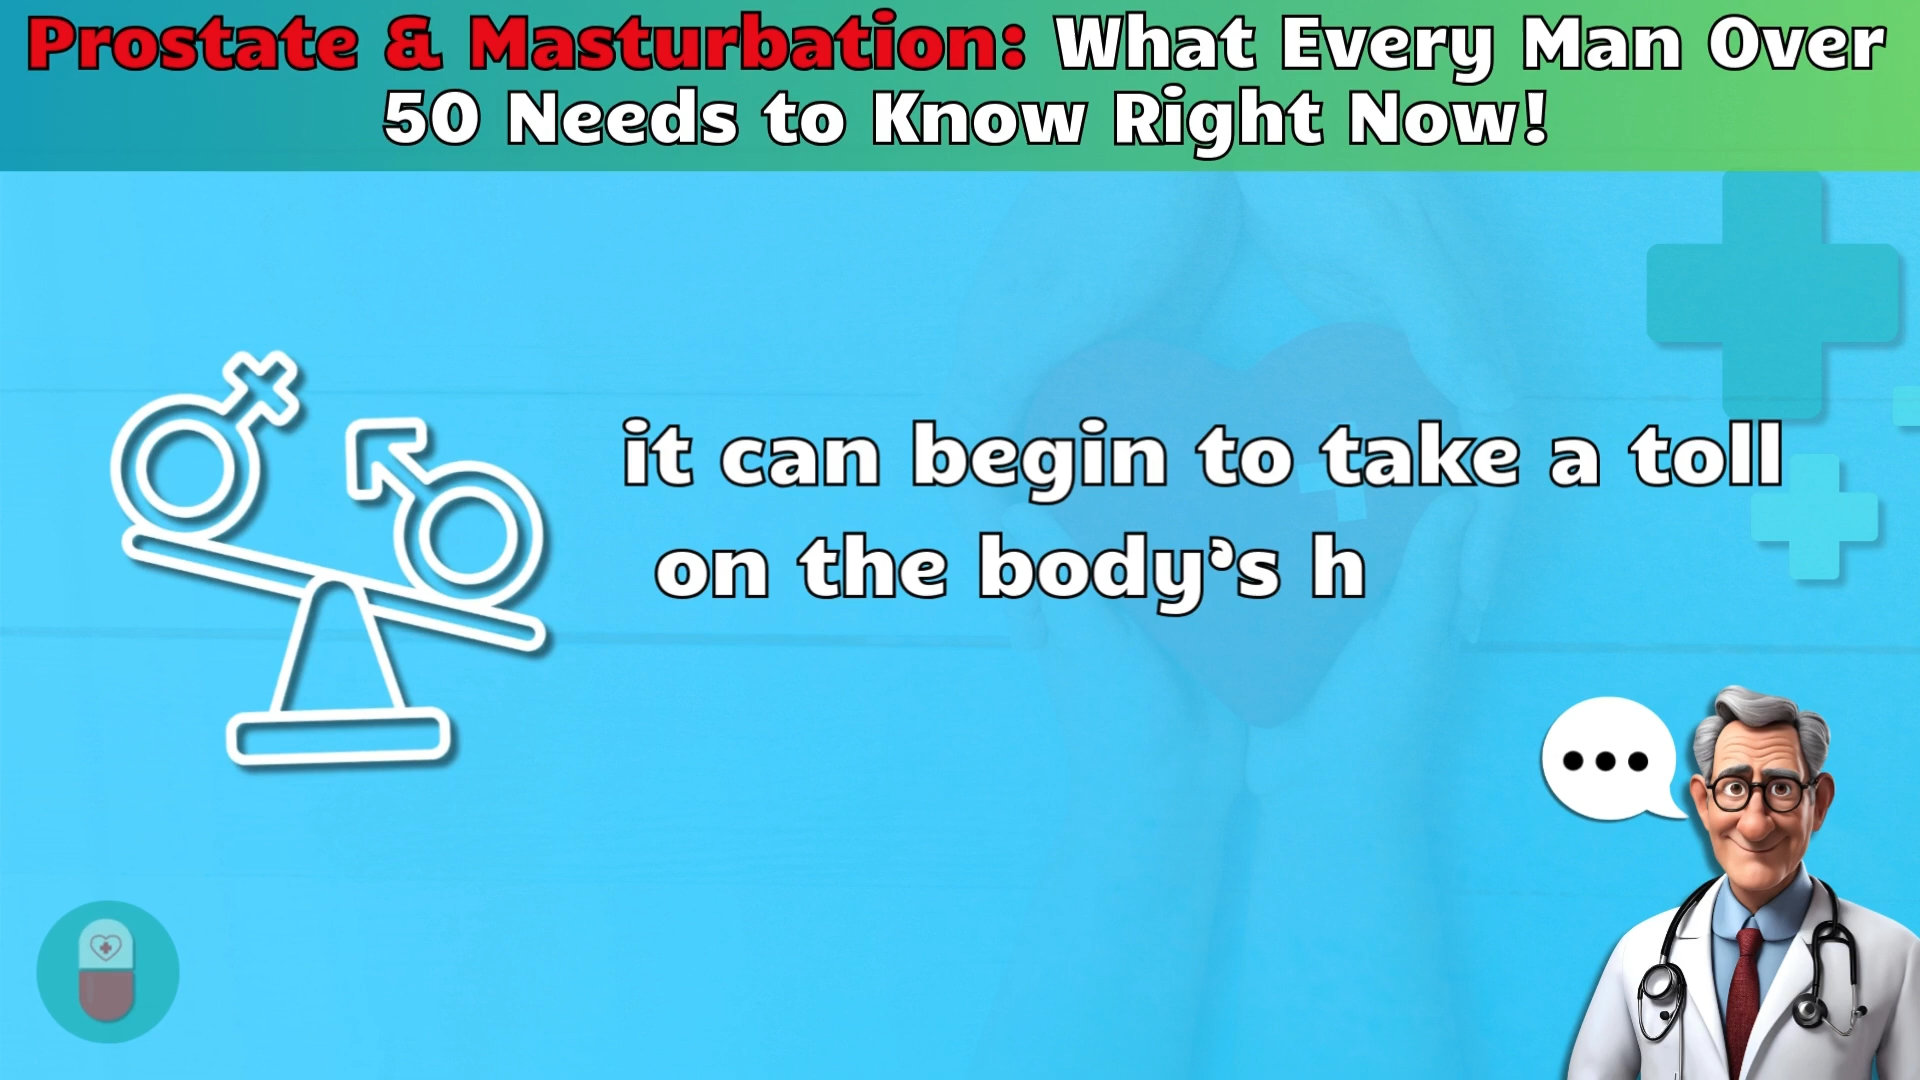 Prostate & Masturbation: What Every Man Over
50 Needs to Know Right Now!
it can begin to take a toll
on the body’s h